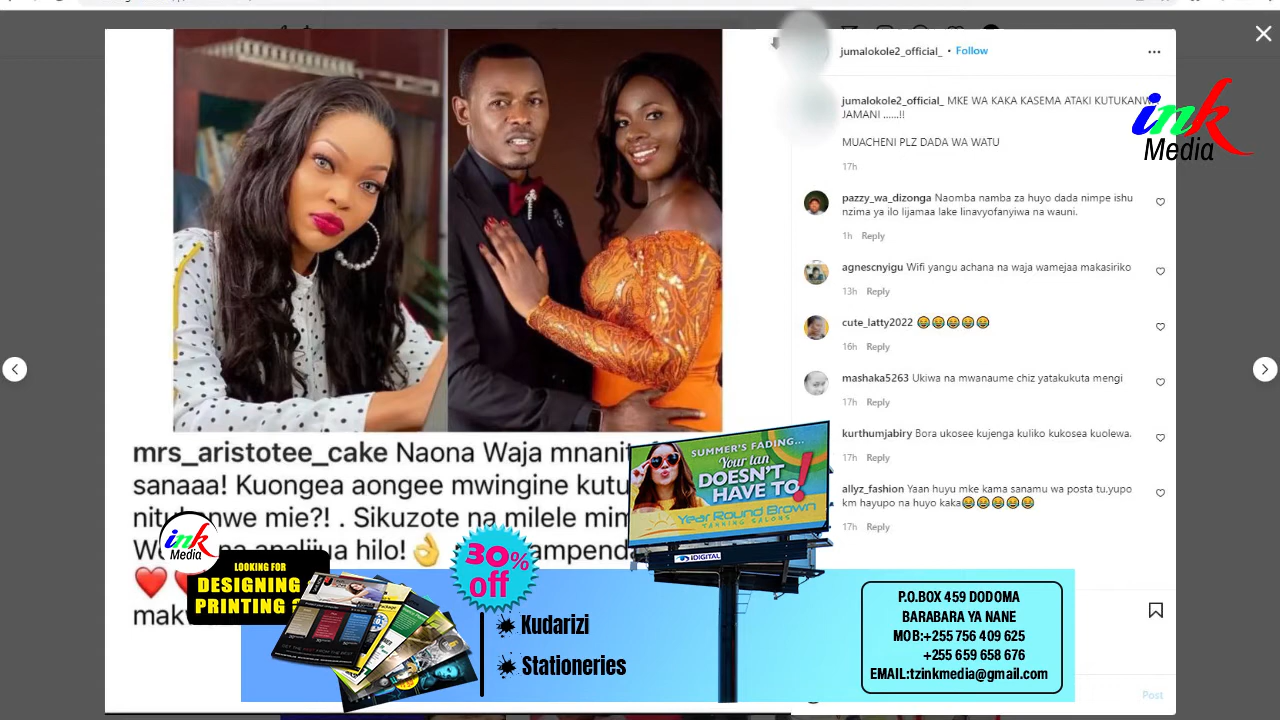 jumalokole2_official_ • Follow
jumalokole2_official_ MKE WA KAKA KASEMA ATAKI KUTUKANWA
JAMANI ......!!
MUACHENI PLZ DADA WA WATU
17h
pazzy_wa_dizonga Naomba namba za huyo dada nimpe ishu
nzima ya ilo lijamaa lake linavyofanyiwa na wauni.
1h Reply
agnescnyigu Wifi yangu achana na waja wamejaa makasiriko
13h Reply
cute_latty2022 😂😂😂😂😂
16h Reply
mashaka5263 Ukiwa na mwanaume chiz yatakukuta mengi
17h Reply
kurthumjabiry Bora ukosee kujenga kuliko kukosea kuolewa.
17h Reply
allyz_fashion Yaan huyu mke kama sanamu wa posta tu.yupo
km hayupo na huyo kaka😂😂😂😂😂
17h Reply
Post
ink
Media
mrs_aristotee_cake Naona Waja
sanaaa! Kuongea aongee mwingine
mie?! . Sikuzote na milele
hilo! 👌
❤️
SUMMER'S FADING...
Your tan
DOESN'T
HAVE TO!
Year Round Brown
TANNING SALONS
IDIGITAL
ink
Media
LOOKING FOR
DESIGNING
PRINTING
30%
off
Kudarizi
Stationeries
P.O.BOX 459 DODOMA
BARABARA YA NANE
MOB:+255 756 409 625
+255 659 658 676
EMAIL:tzinkmedia@gmail.com